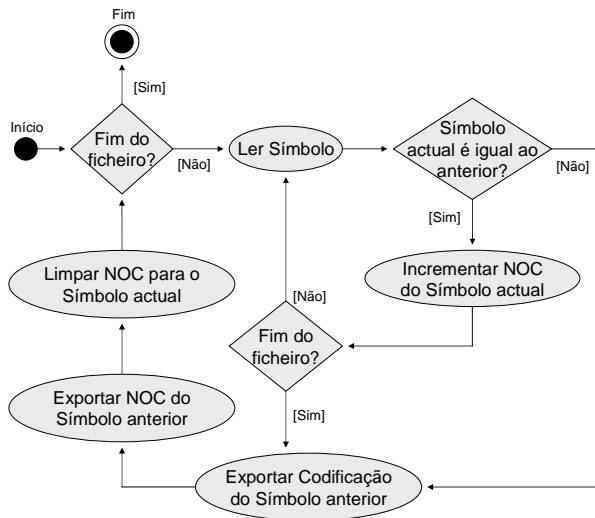 Fim
[Sim]
Início
Fim do
ficheiro?
[Não]
Ler Símbolo
Símbolo
actual é igual ao
anterior?
[Não]
[Sim]
Limpar NOC para o
Símbolo actual
Incrementar NOC
do Símbolo actual
[Não]
Fim do
ficheiro?
[Sim]
Exportar NOC do
Símbolo anterior
Exportar Codificação
do Símbolo anterior